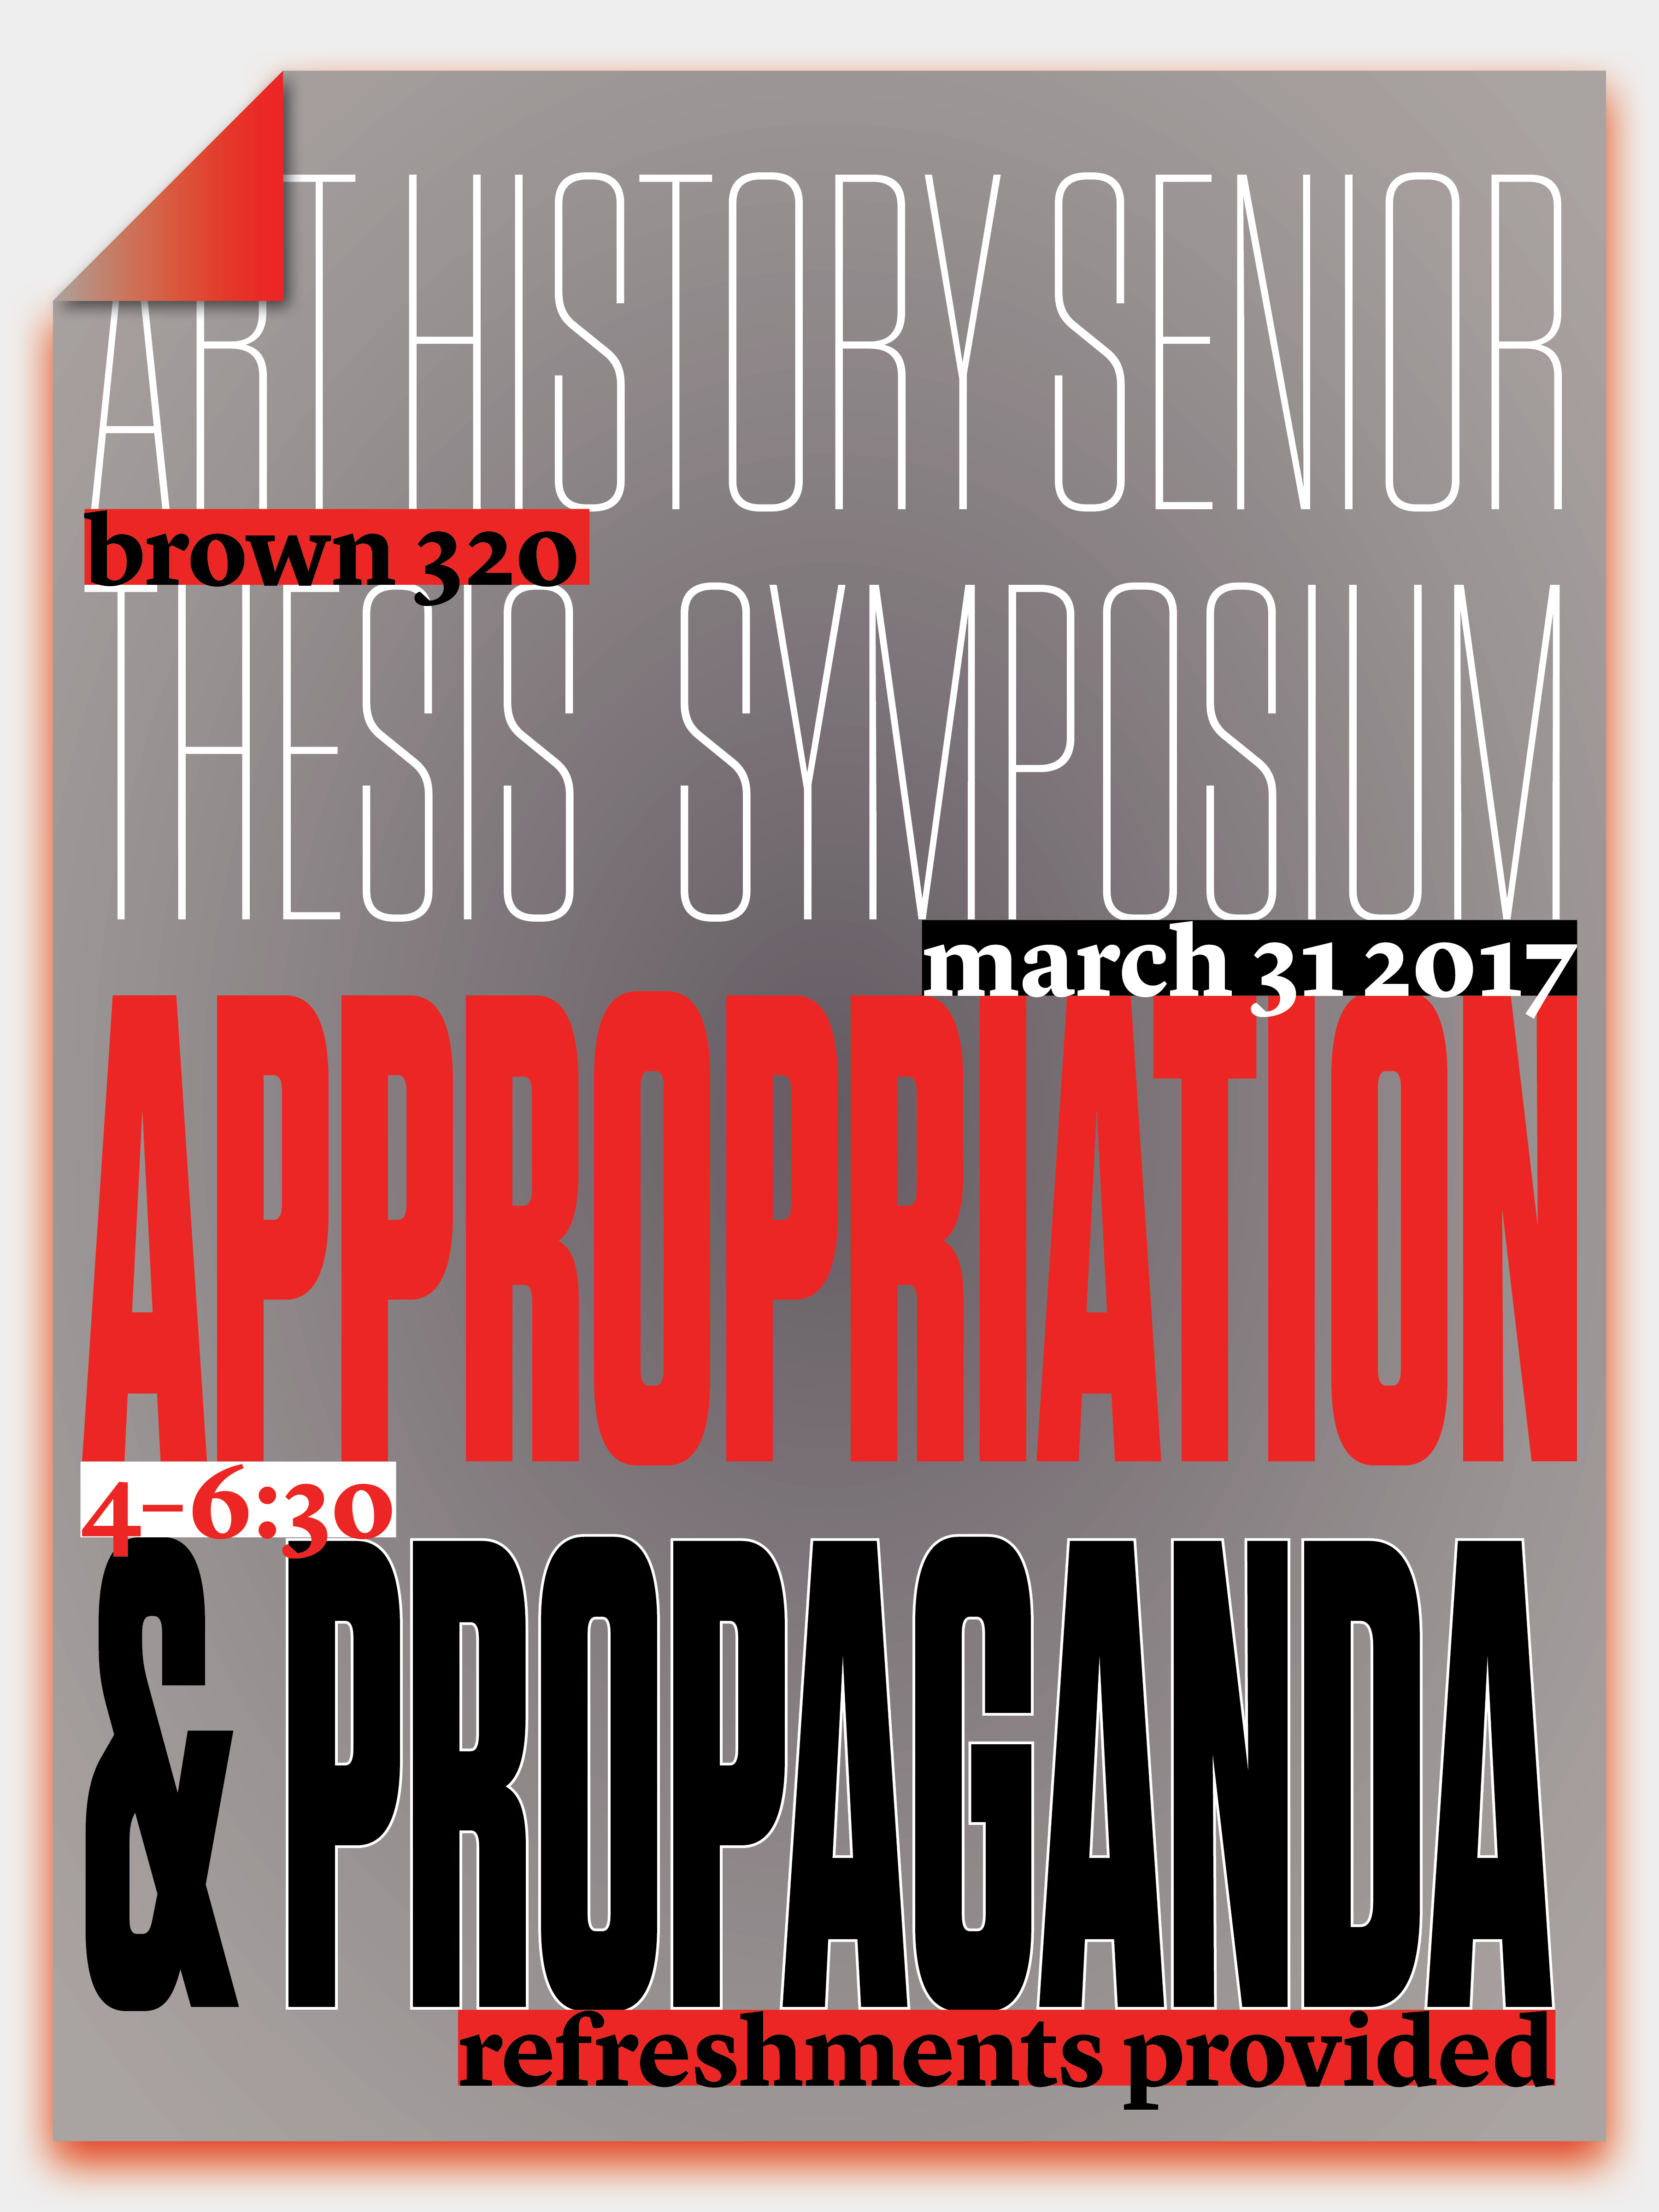 ART HISTORY SENIOR
brown 320
THESIS SYMPOSIUM
march 31 2017
APPROPRIATION
4–6:30
& PROPAGANDA
refreshments provided